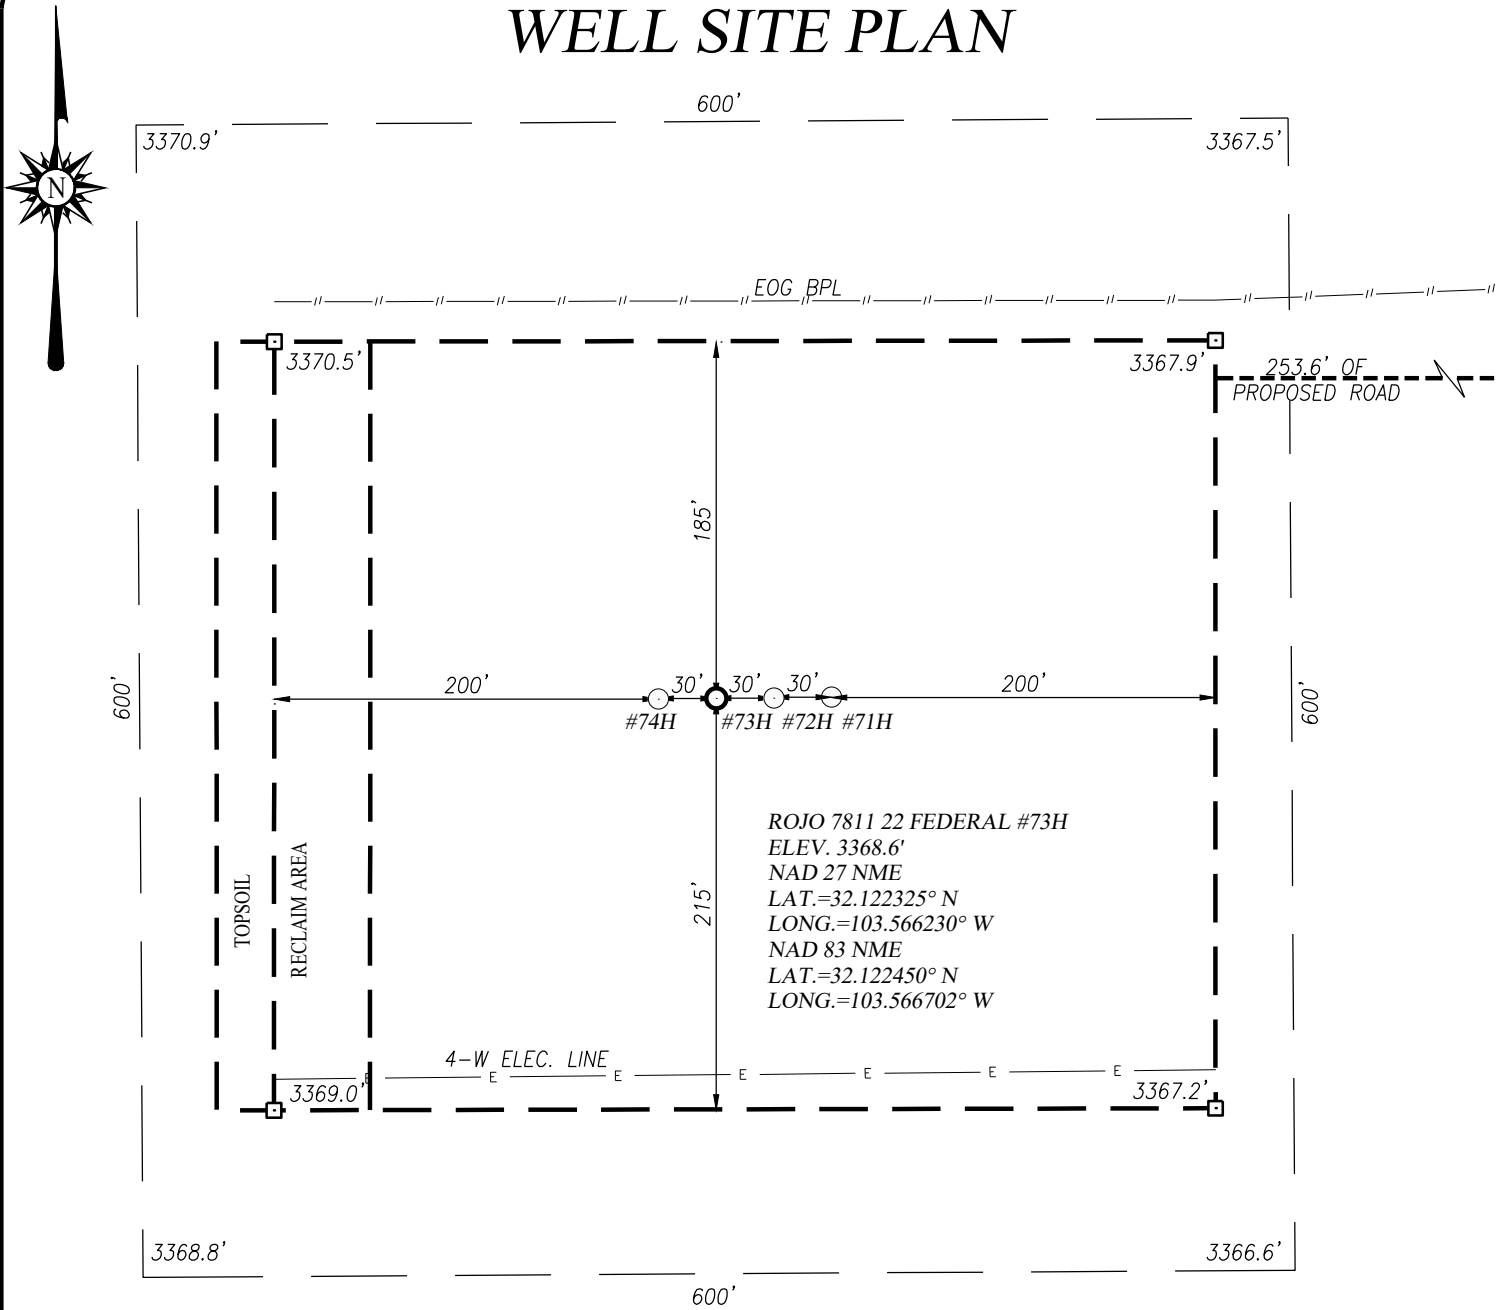 WELL SITE PLAN
600'
3370.9'
3367.5'
N
EOG BPL
3370.5'
3367.9'
253.6' OF
PROPOSED ROAD
185'
600'
200'
30'
30'
30'
200'
600'
#74H
#73H
#72H
#71H
ROJO 7811 22 FEDERAL #73H
ELEV. 3368.6'
NAD 27 NME
LAT.=32.122325° N
LONG.=103.566230° W
NAD 83 NME
LAT.=32.122450° N
LONG.=103.566702° W
215'
TOPSOIL
RECLAIM AREA
4-W ELEC. LINE
E
E
E
E
E
E
E
3369.0'
3367.2'
3368.8'
3366.6'
600'